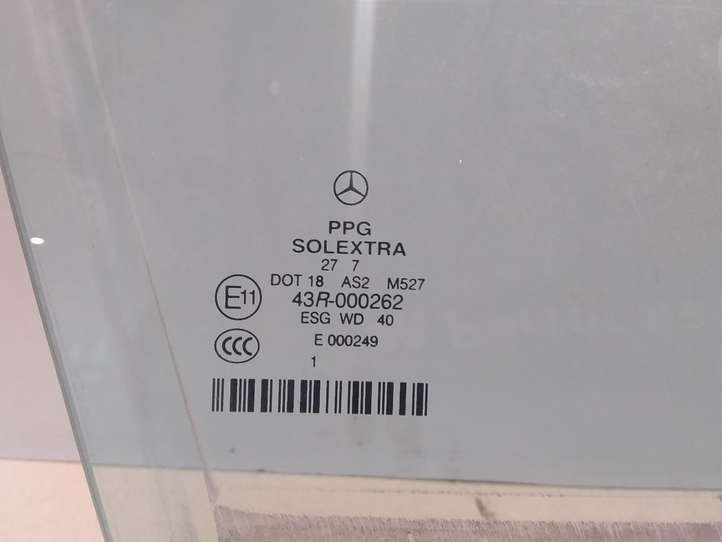 PPG
SOLEXTRA
27 7
DOT 18 AS2 M527
E11 43R-000262
ESG WD 40
CCC E 000249
1